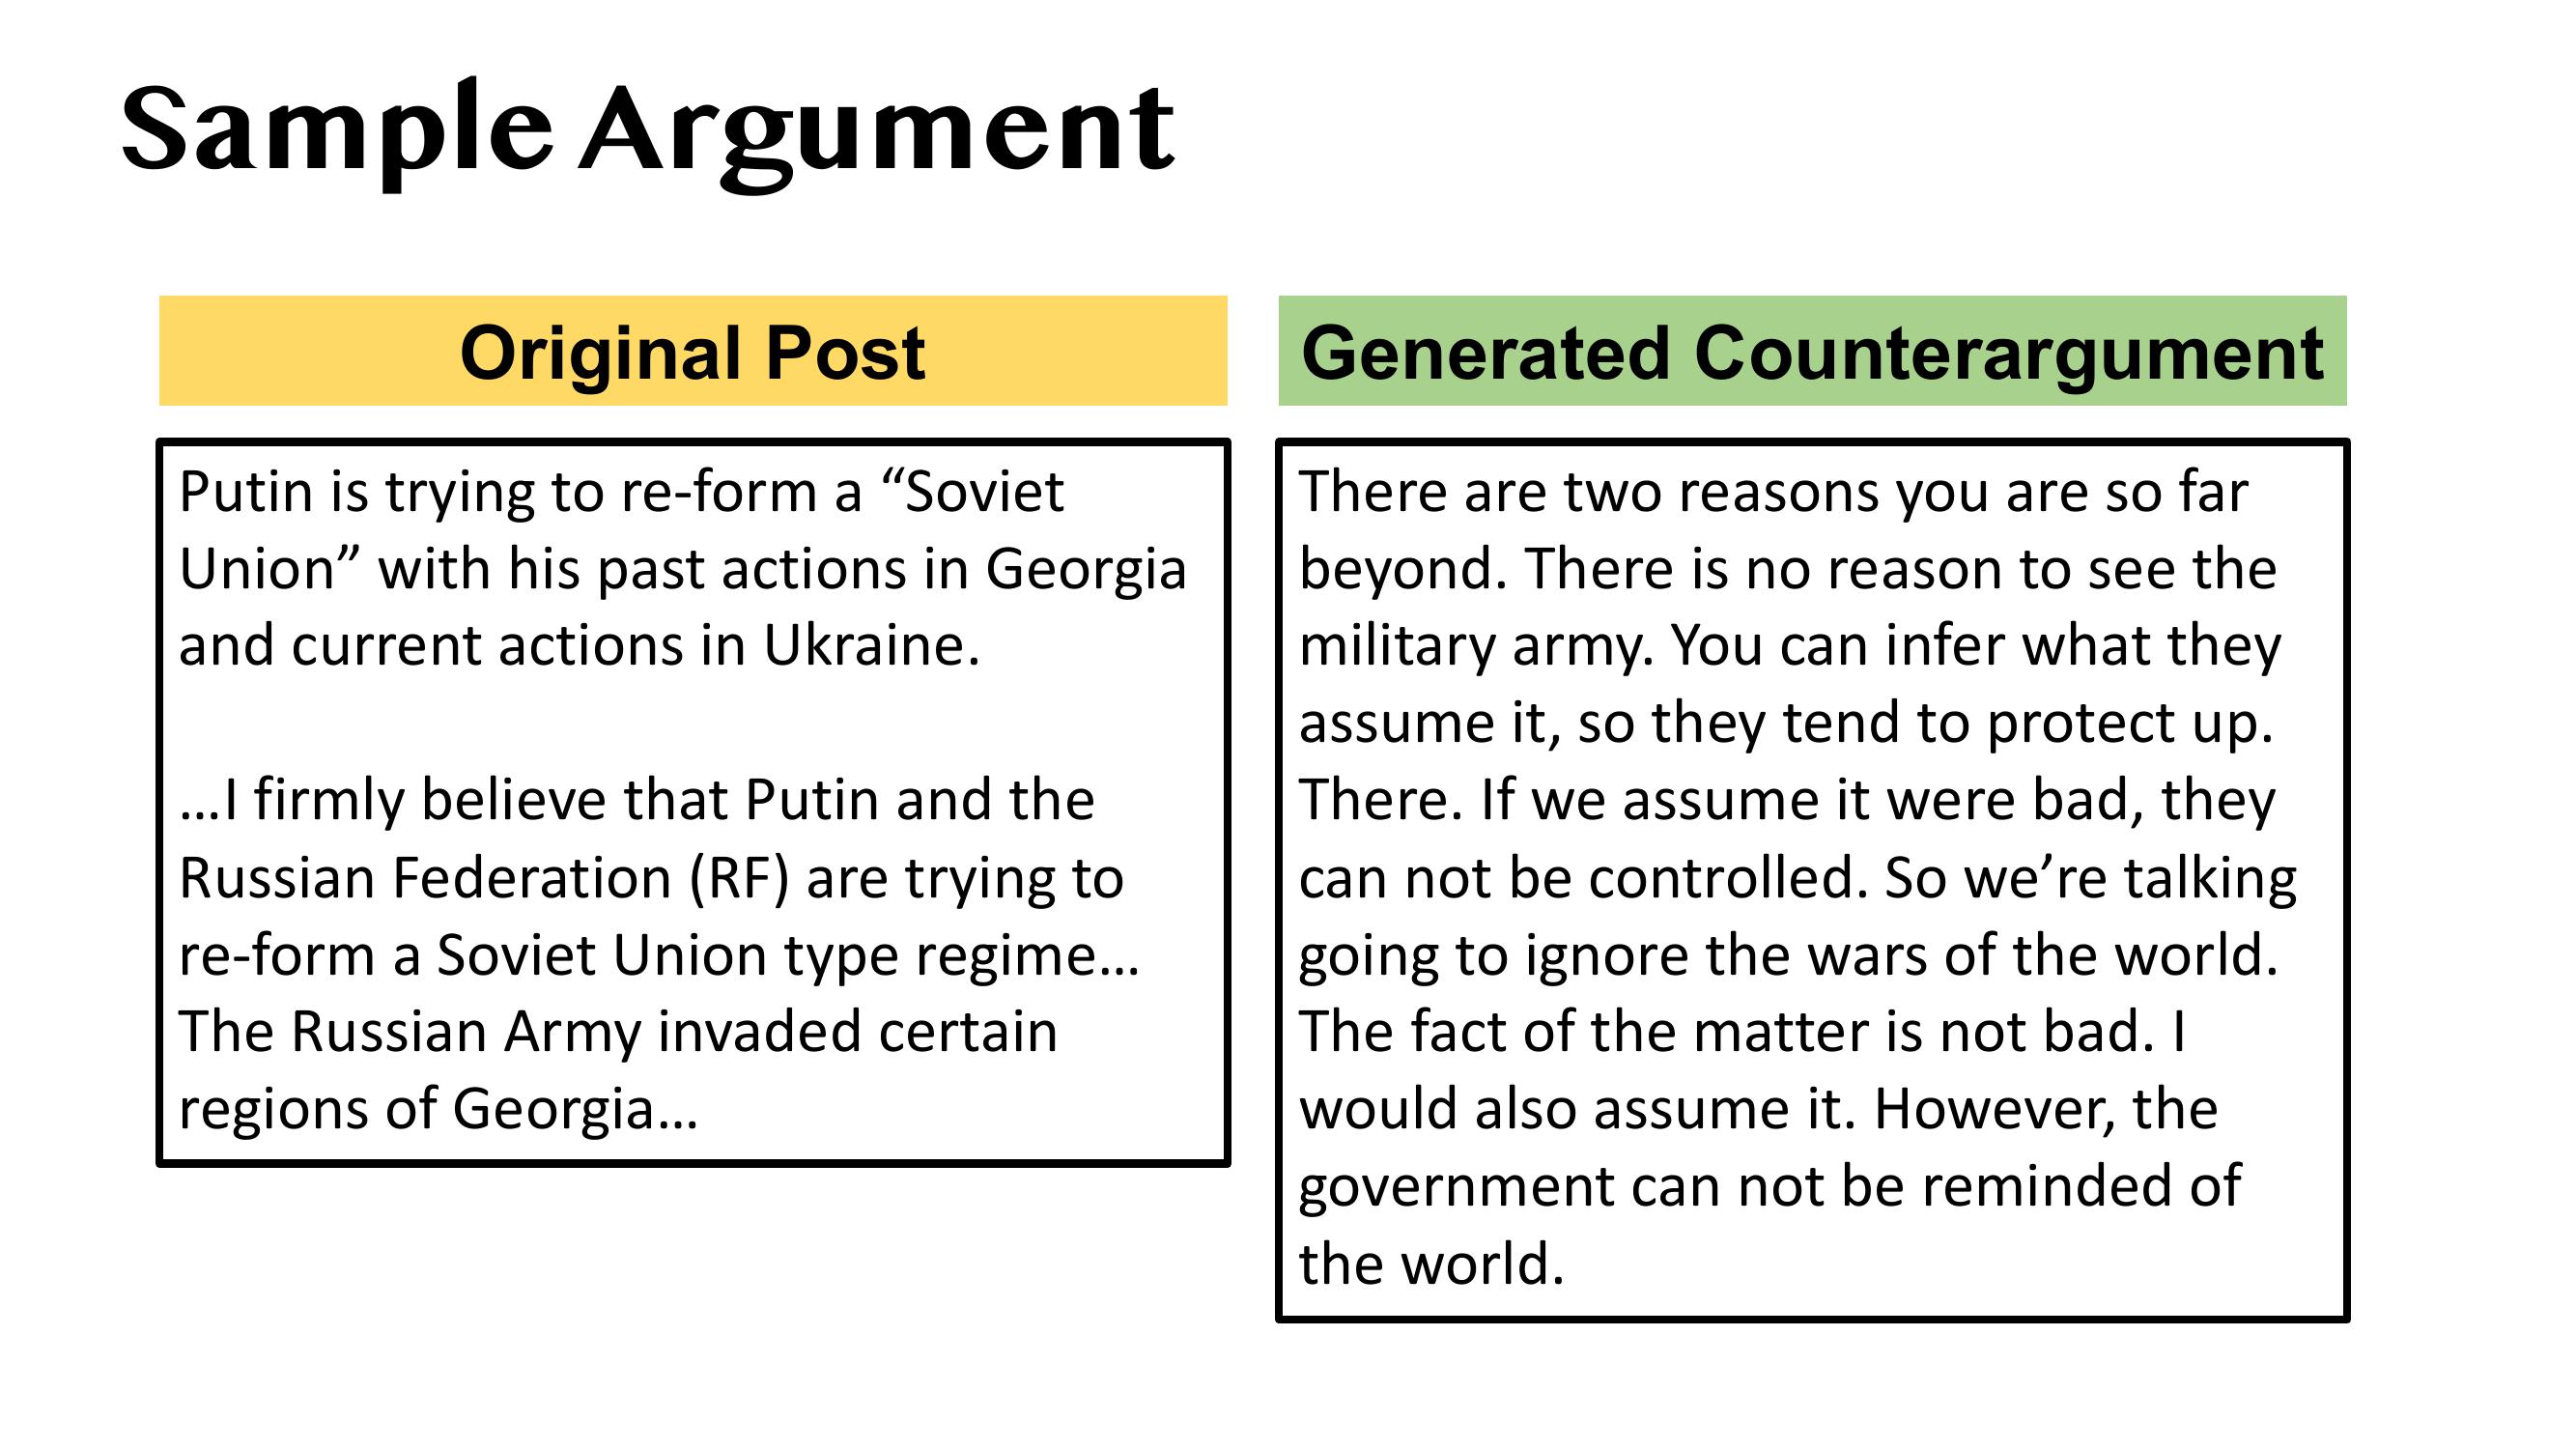 Sample Argument
Original Post
Putin is trying to re-form a “Soviet
Union” with his past actions in Georgia
and current actions in Ukraine.
…I firmly believe that Putin and the
Russian Federation (RF) are trying to
re-form a Soviet Union type regime…
The Russian Army invaded certain
regions of Georgia…
Generated Counterargument
There are two reasons you are so far
beyond. There is no reason to see the
military army. You can infer what they
assume it, so they tend to protect up.
There. If we assume it were bad, they
can not be controlled. So we’re talking
going to ignore the wars of the world.
The fact of the matter is not bad. I
would also assume it. However, the
government can not be reminded of
the world.